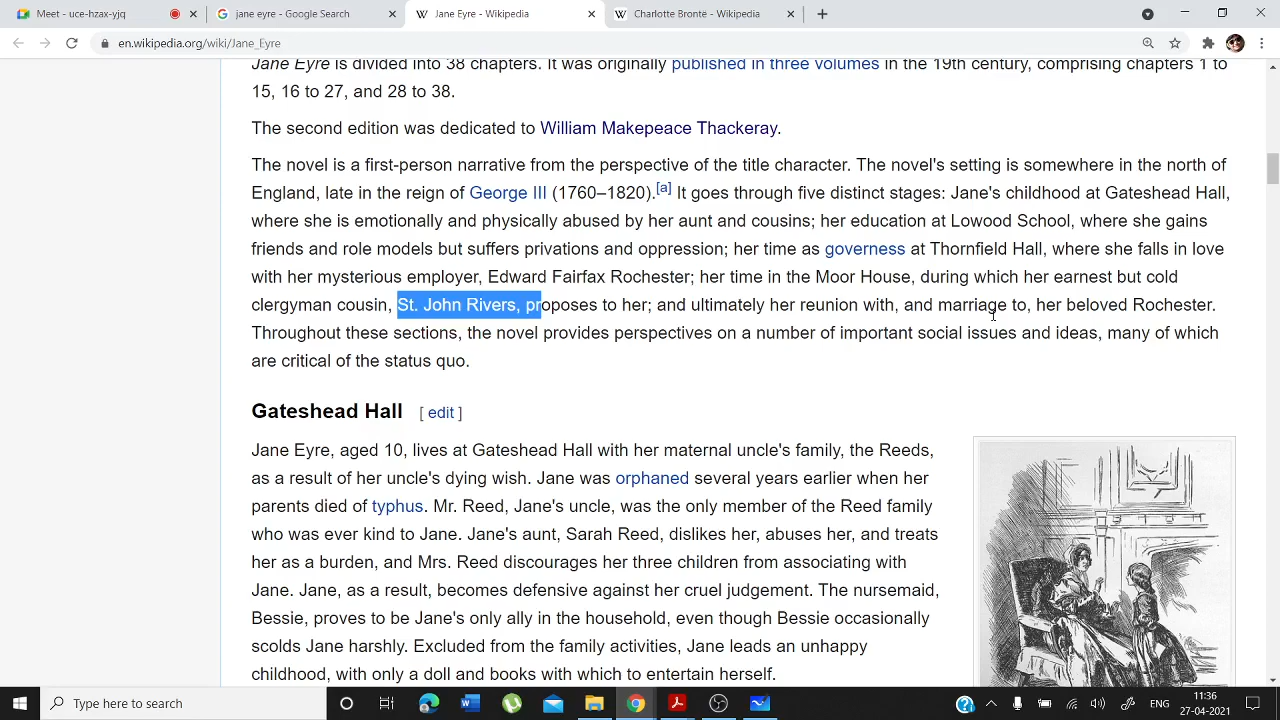 Meet - uce-hzax-yjq
jane eyre - Google Search
Jane Eyre - Wikipedia
Charlotte Brontë - Wikipedia
en.wikipedia.org/wiki/Jane_Eyre
Jane Eyre is divided into 38 chapters. It was originally published in three volumes in the 19th century, comprising chapters 1 to
15, 16 to 27, and 28 to 38.
The second edition was dedicated to William Makepeace Thackeray.
The novel is a first-person narrative from the perspective of the title character. The novel's setting is somewhere in the north of
England, late in the reign of George III (1760–1820).[a] It goes through five distinct stages: Jane's childhood at Gateshead Hall,
where she is emotionally and physically abused by her aunt and cousins; her education at Lowood School, where she gains
friends and role models but suffers privations and oppression; her time as governess at Thornfield Hall, where she falls in love
with her mysterious employer, Edward Fairfax Rochester; her time in the Moor House, during which her earnest but cold
clergyman cousin, St. John Rivers, proposes to her; and ultimately her reunion with, and marriage to, her beloved Rochester.
Throughout these sections, the novel provides perspectives on a number of important social issues and ideas, many of which
are critical of the status quo.
Gateshead Hall [ edit ]
Jane Eyre, aged 10, lives at Gateshead Hall with her maternal uncle's family, the Reeds,
as a result of her uncle's dying wish. Jane was orphaned several years earlier when her
parents died of typhus. Mr. Reed, Jane's uncle, was the only member of the Reed family
who was ever kind to Jane. Jane's aunt, Sarah Reed, dislikes her, abuses her, and treats
her as a burden, and Mrs. Reed discourages her three children from associating with
Jane. Jane, as a result, becomes defensive against her cruel judgement. The nursemaid,
Bessie, proves to be Jane's only ally in the household, even though Bessie occasionally
scolds Jane harshly. Excluded from the family activities, Jane leads an unhappy
childhood, with only a doll and books with which to entertain herself.
Type here to search
ENG
11:36
27-04-2021